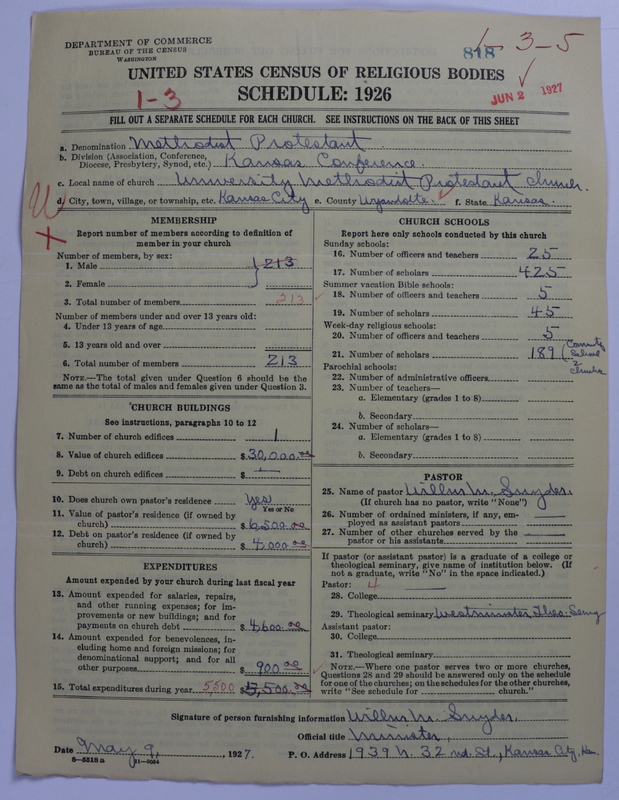 DEPARTMENT OF COMMERCE
BUREAU OF THE CENSUS
WASHINGTON
818
1-3-5
UNITED STATES CENSUS OF RELIGIOUS BODIES
JUN 2 1927
1-3
SCHEDULE: 1926
FILL OUT A SEPARATE SCHEDULE FOR EACH CHURCH. SEE INSTRUCTIONS ON THE BACK OF THIS SHEET
a. Denomination Methodist Protestant
b. Division (Association, Conference, Diocese, Presbytery, Synod, etc.) Kansas Conference.
c. Local name of church University Methodist Protestant Church.
d. City, town, village, or township, etc. Kansas City e. County Wyandotte. f. State Kansas.
MEMBERSHIP
Report number of members according to definition of
member in your church
Number of members, by sex:
1. Male 213
2. Female
3. Total number of members 213
Number of members under and over 13 years old:
4. Under 13 years of age
5. 13 years old and over
6. Total number of members 213
NOTE.—The total given under Question 6 should be the
same as the total of males and females given under Question 3.
CHURCH BUILDINGS
See instructions, paragraphs 10 to 12
7. Number of church edifices 1
8. Value of church edifices $30,000.00
9. Debt on church edifices $ —
10. Does church own pastor's residence Yes
Yes or No
11. Value of pastor's residence (if owned by
church) $6,500.00
12. Debt on pastor's residence (if owned by
church) $4,000.00
EXPENDITURES
Amount expended by your church during last fiscal year
13. Amount expended for salaries, repairs,
and other running expenses; for im-
provements or new buildings; and for
payments on church debt $4,600.00
14. Amount expended for benevolences, in-
cluding home and foreign missions; for
denominational support; and for all
other purposes $900.00
15. Total expenditures during year 5,500 $5,500.00
CHURCH SCHOOLS
Report here only schools conducted by this church
Sunday schools:
16. Number of officers and teachers 25
17. Number of scholars 425
Summer vacation Bible schools:
18. Number of officers and teachers 5
19. Number of scholars 45
Week-day religious schools:
20. Number of officers and teachers 5
21. Number of scholars 189
Parochial schools:
22. Number of administrative officers
23. Number of teachers—
a. Elementary (grades 1 to 8)
b. Secondary
24. Number of scholars—
a. Elementary (grades 1 to 8)
b. Secondary
PASTOR
25. Name of pastor Wilbur M. Snyder.
(If church has no pastor, write "None")
26. Number of ordained ministers, if any, em-
ployed as assistant pastors
27. Number of other churches served by the
pastor or his assistants
If pastor (or assistant pastor) is a graduate of a college or
theological seminary, give name of institution below. (If
not a graduate, write "No" in the space indicated.)
Pastor: 4
28. College
29. Theological seminary Westminster Theo. Semy
Assistant pastor:
30. College
31. Theological seminary
NOTE.—Where one pastor serves two or more churches,
Questions 28 and 29 should be answered only on the schedule
for one of the churches; on the schedules for the other churches,
write "See schedule for church."
Signature of person furnishing information Wilbur M. Snyder.
Official title Minister.
Date May 9, 1927. P. O. Address 1939 N. 32nd. St., Kansas City, Kan.
8-5518a 11-9054